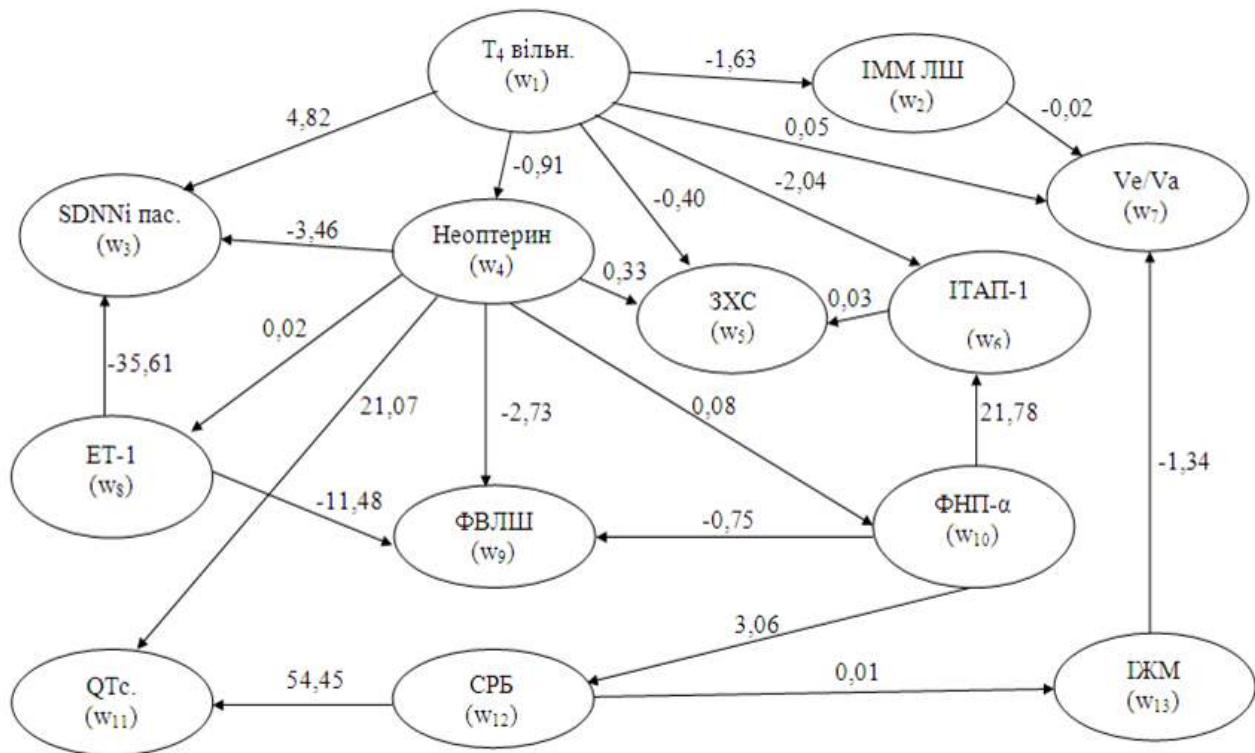 T₄ вільн.
(w₁)
-1,63
ІММ ЛШ
(w₂)
-0,02
4,82
0,05
-0,91
-0,40
-2,04
Ve/Va
(w₇)
SDNNi пас.
(w₃)
-3,46
Неоптерин
(w₄)
0,33
ЗХС
(w₅)
0,03
ІТАП-1
(w₆)
0,02
-35,61
21,07
-2,73
0,08
21,78
ЕТ-1
(w₈)
-11,48
ФВЛШ
(w₉)
-0,75
ФНП-α
(w₁₀)
-1,34
3,06
QTc.
(w₁₁)
54,45
СРБ
(w₁₂)
0,01
ІЖМ
(w₁₃)